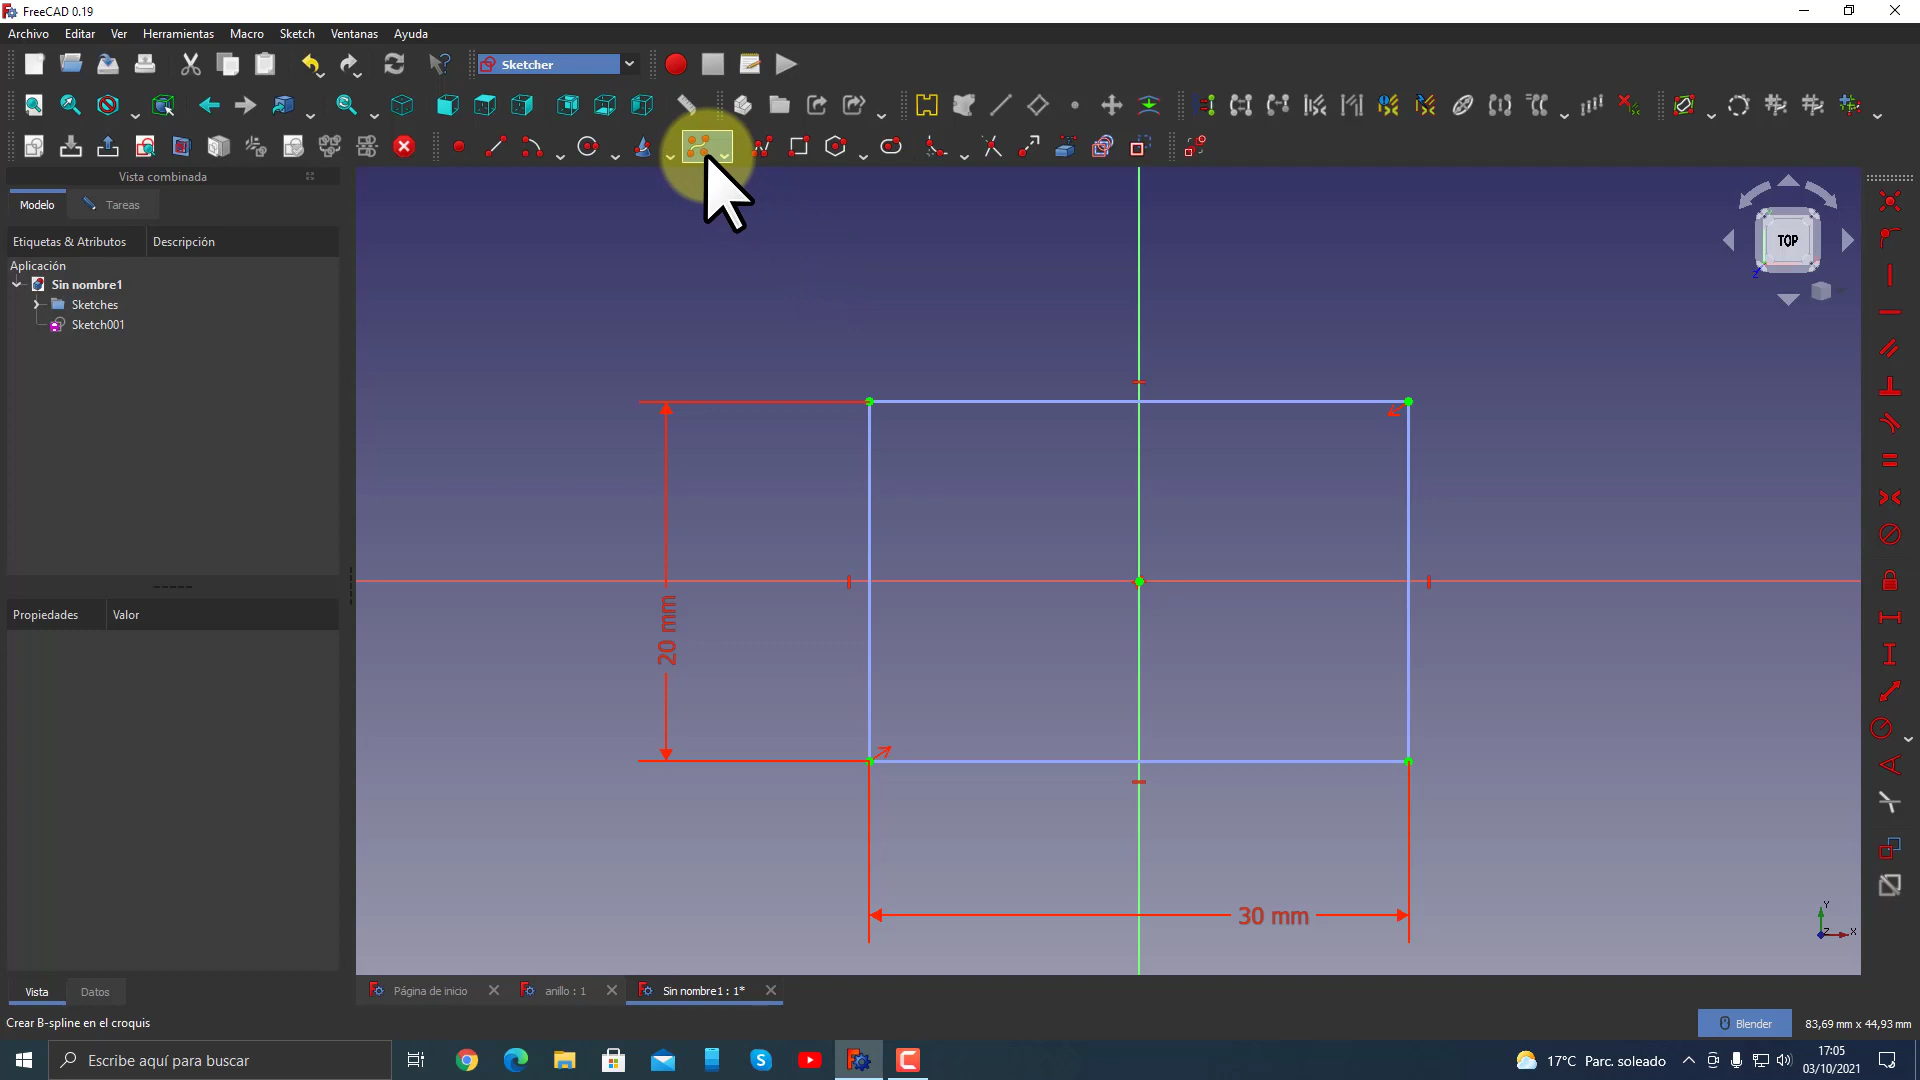 FreeCAD 0.19
Archivo Editar Ver Herramientas Macro Sketch Ventanas Ayuda
Sketcher
Vista combinada
Modelo Tareas
Etiquetas & Atributos Descripción
Aplicación
Sin nombre1
Sketches
Sketch001
TOP
20 mm
30 mm
Propiedades Valor
Y
Z X
Z
Vista Datos
Página de inicio anillo : 1 Sin nombre1 : 1*
Crear B-spline en el croquis
Blender 83,69 mm x 44,93 mm
Escribe aquí para buscar
17°C Parc. soleado
17:05
03/10/2021